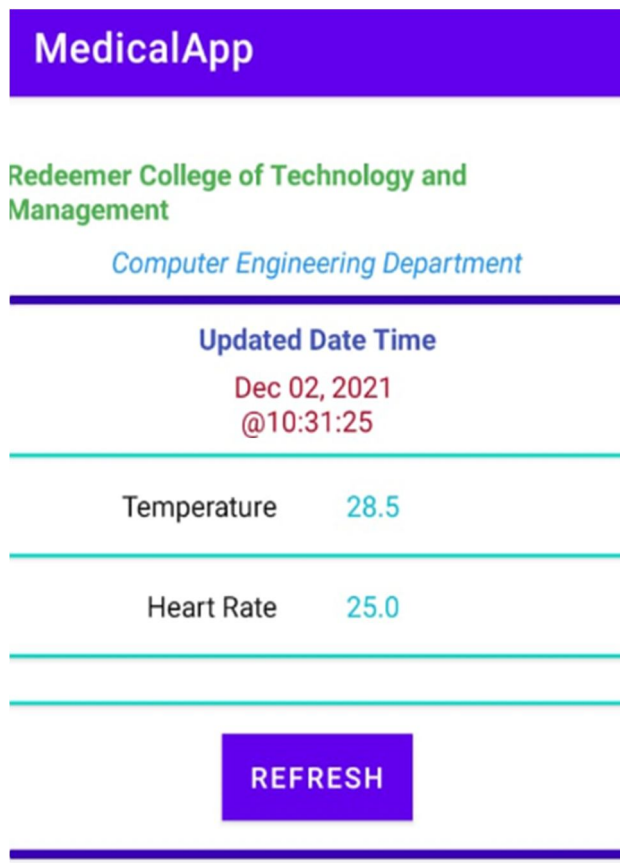 MedicalApp
Redeemer College of Technology and
Management
Computer Engineering Department
Updated Date Time
Dec 02, 2021
@10:31:25
Temperature 28.5
Heart Rate 25.0
REFRESH